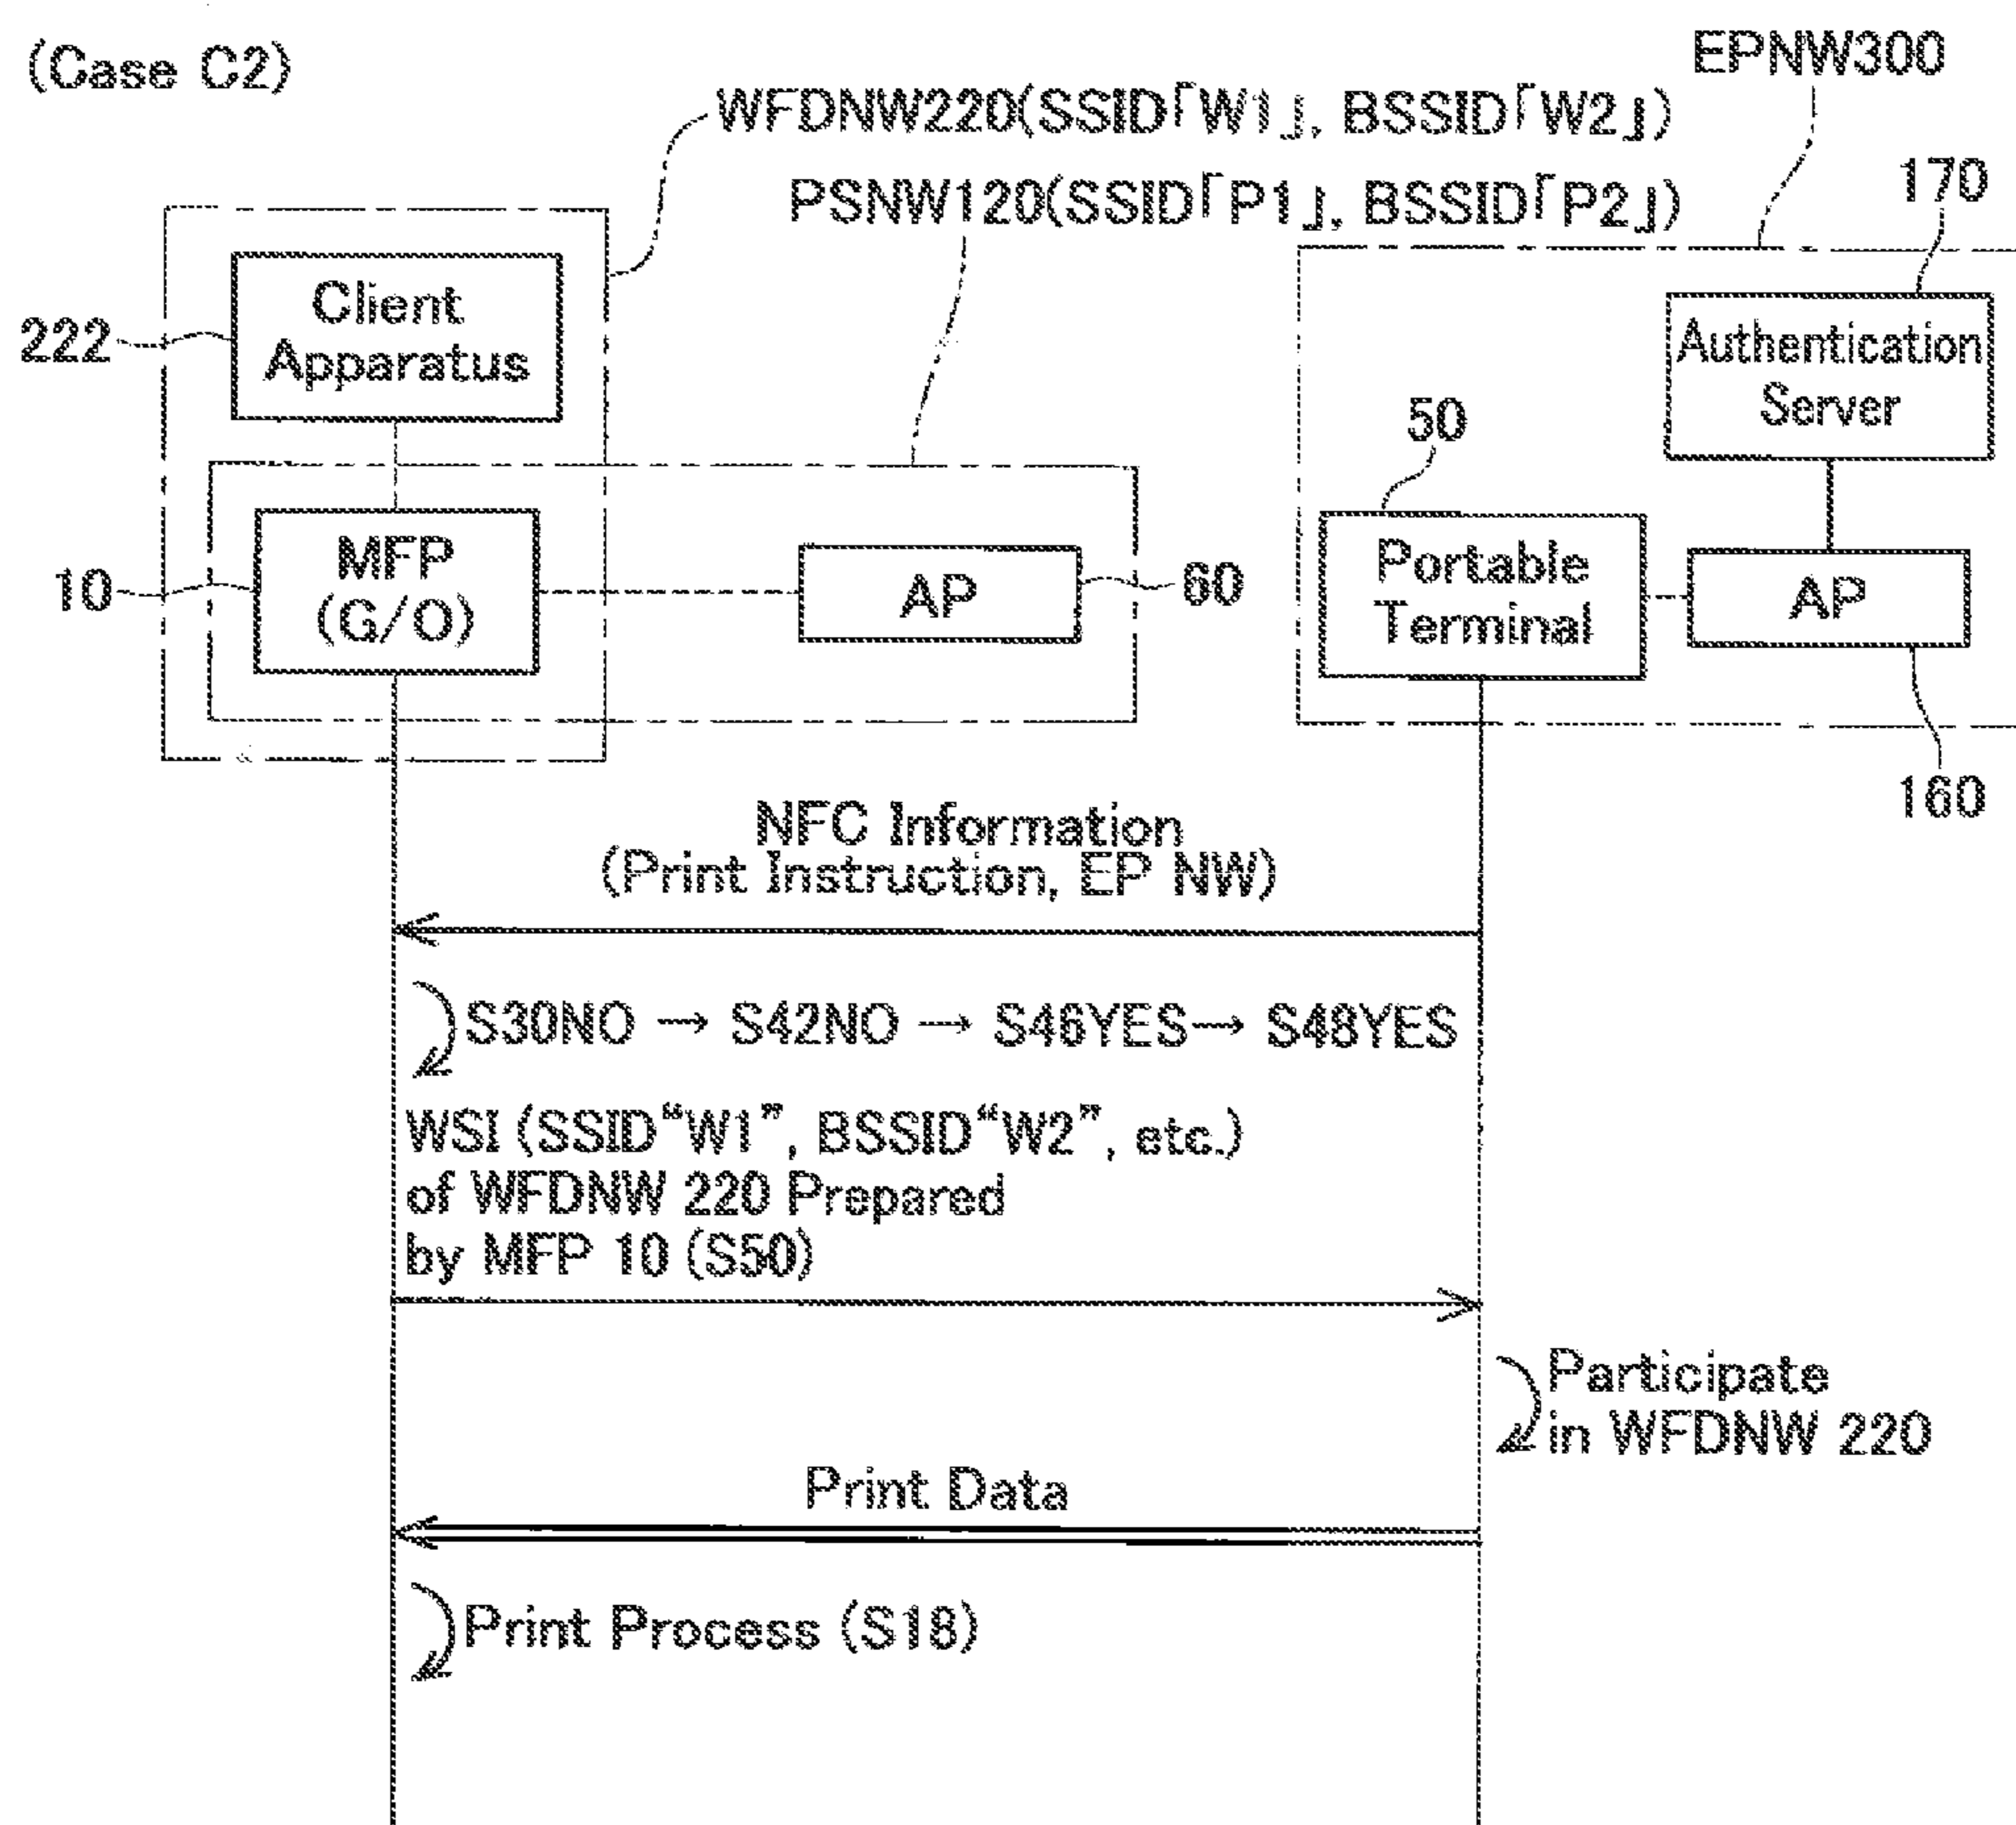 (Case C2)
EPNW300
WFDNW220(SSID「W1」, BSSID「W2」)
PSNW120(SSID「P1」, BSSID「P2」)
170
Client
Apparatus
222
Authentication
Server
50
MFP
(G/O)
10
AP
60
Portable
Terminal
AP
160
NFC Information
(Print Instruction, EP NW)
S30NO → S42NO → S46YES→ S48YES
WSI (SSID“W1”, BSSID“W2”, etc.)
of WFDNW 220 Prepared
by MFP 10 (S50)
Participate
in WFDNW 220
Print Data
Print Process (S18)